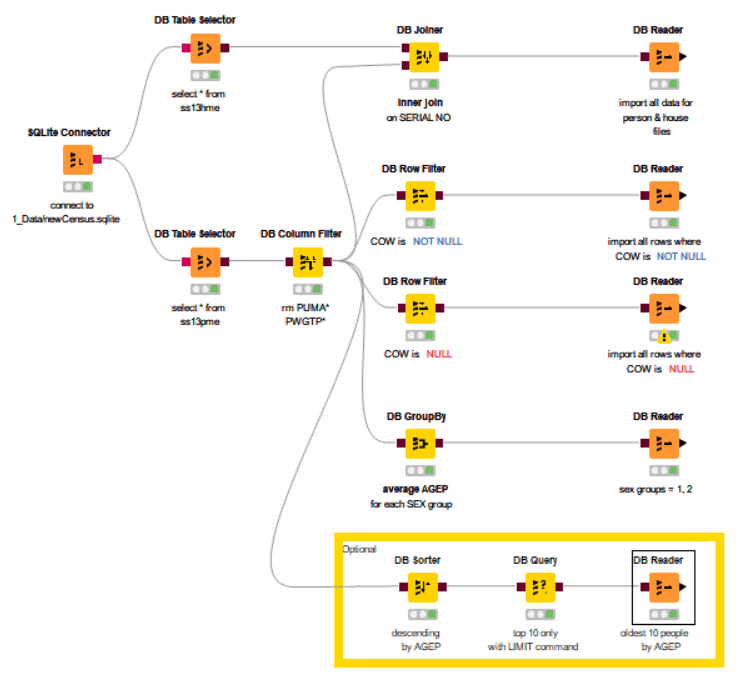 DB Table Selector
select * from
ss13hme
DB Joiner
inner join
on SERIAL NO
DB Reader
import all data for
person & house
files
SQLite Connector
connect to
1_Data/newCensus.sqlite
DB Row Filter
COW is NOT NULL
DB Reader
import all rows where
COW is NOT NULL
DB Table Selector
select * from
ss13pme
DB Column Filter
rm PUMA*
PWGTP*
DB Row Filter
COW is NULL
DB Reader
import all rows where
COW is NULL
DB GroupBy
average AGEP
for each SEX group
DB Reader
sex groups = 1, 2
Optional
DB Sorter
descending
by AGEP
DB Query
top 10 only
with LIMIT command
DB Reader
oldest 10 people
by AGEP